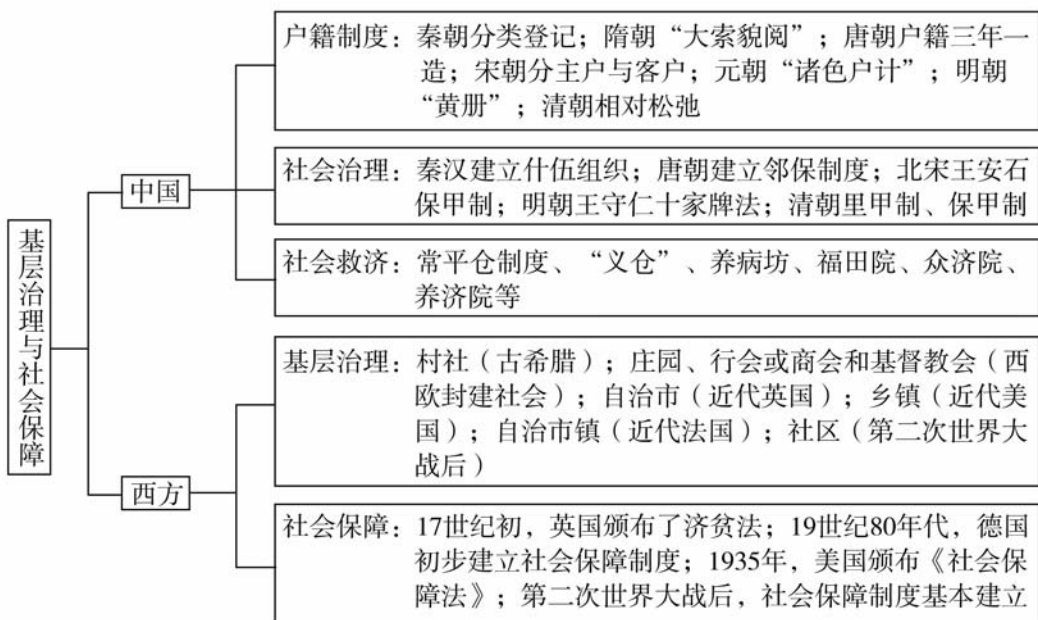 户籍制度：秦朝分类登记；隋朝“大索貌阅”；唐朝户籍三年一
造；宋朝分主户与客户；元朝“诸色户计”；明朝
“黄册”；清朝相对松弛
中国
社会治理：秦汉建立什伍组织；唐朝建立邻保制度；北宋王安石
保甲制；明朝王守仁十家牌法；清朝里甲制、保甲制
社会救济：常平仓制度、“义仓”、养病坊、福田院、众济院、
养济院等
基层治理与社会保障
基层治理：村社（古希腊）；庄园、行会或商会和基督教会（西
欧封建社会）；自治市（近代英国）；乡镇（近代美
国）；自治市镇（近代法国）；社区（第二次世界大
战后）
西方
社会保障：17世纪初，英国颁布了济贫法；19世纪80年代，德国
初步建立社会保障制度；1935年，美国颁布《社会保
障法》；第二次世界大战后，社会保障制度基本建立